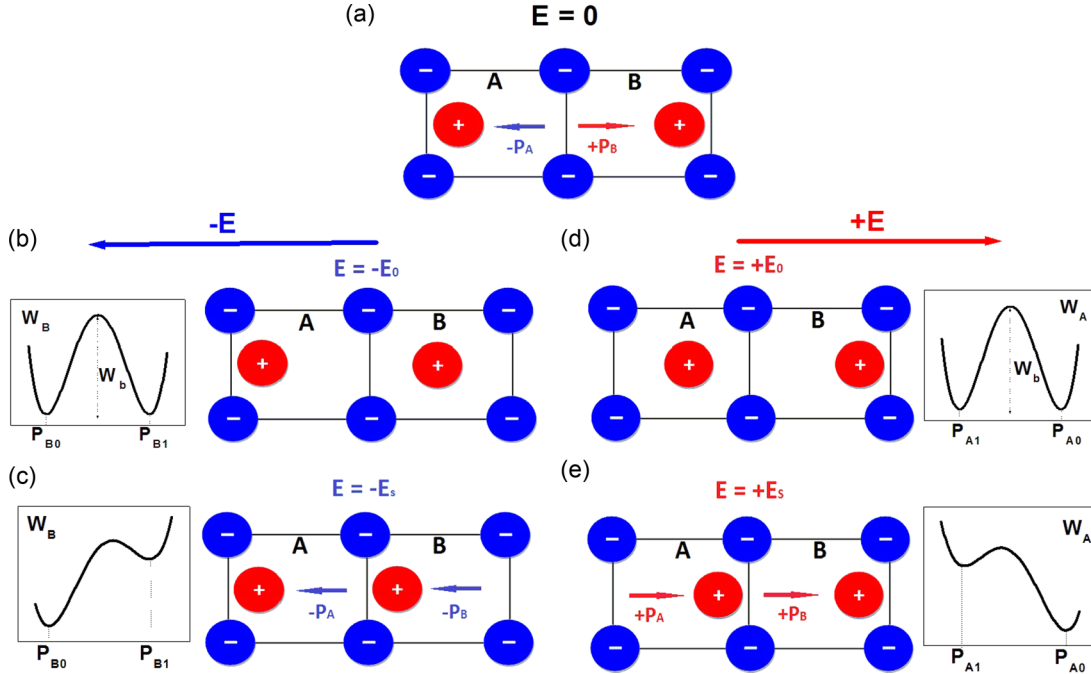 (a)
E = 0
− − −
A B
+ +
-PA +PB
− − −
(b)
-E
E = -E0
WB
Wb
PB0 PB1
− − −
A B
+ +
− − −
(c)
E = -Es
WB
PB0 PB1
− − −
A B
+ +
-PA -PB
− − −
(d)
+E
E = +E0
− − −
A B
+ +
− − −
WA
Wb
PA1 PA0
(e)
E = +ES
− − −
A B
+ +
+PA +PB
− − −
WA
PA1 PA0